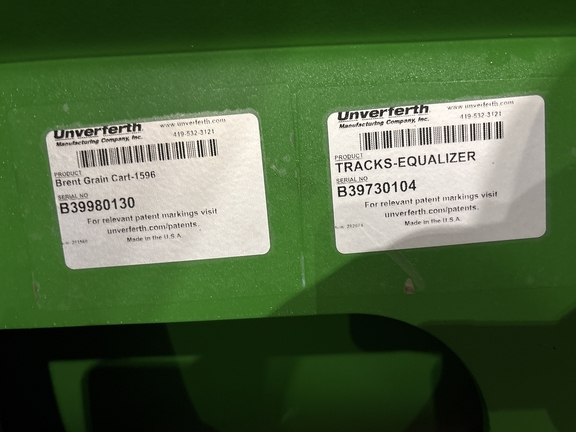 Unverferth
www.unverferth.com
Manufacturing Company, Inc.
419-532-3121
PRODUCT
Brent Grain Cart-1596
SERIAL NO
B39980130
For relevant patent markings visit
unverferth.com/patents.
Made in the U.S.A.
Unverferth
www.unverferth.com
Manufacturing Company, Inc.
419-532-3121
PRODUCT
TRACKS-EQUALIZER
SERIAL NO
B39730104
For relevant patent markings visit
unverferth.com/patents.
Made in the U.S.A.